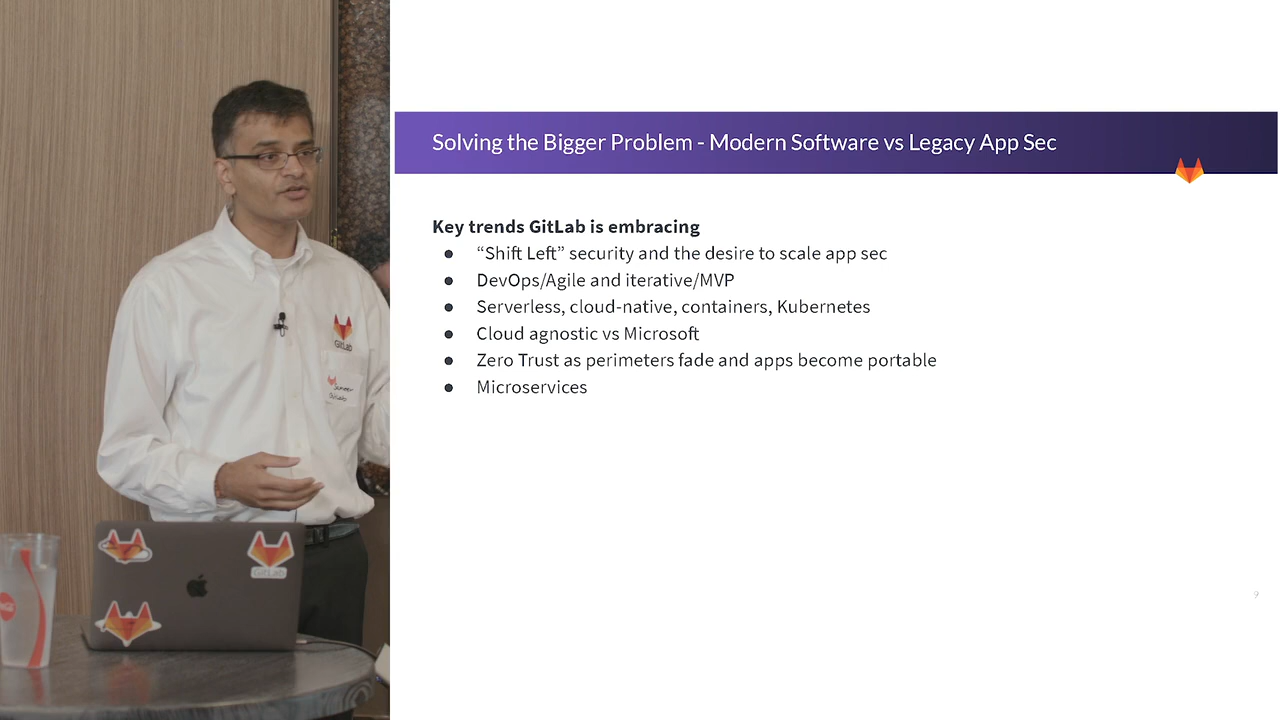 Solving the Bigger Problem - Modern Software vs Legacy App Sec
Key trends GitLab is embracing
● “Shift Left” security and the desire to scale app sec
● DevOps/Agile and iterative/MVP
● Serverless, cloud-native, containers, Kubernetes
● Cloud agnostic vs Microsoft
● Zero Trust as perimeters fade and apps become portable
● Microservices
9
GitLab
GitLab